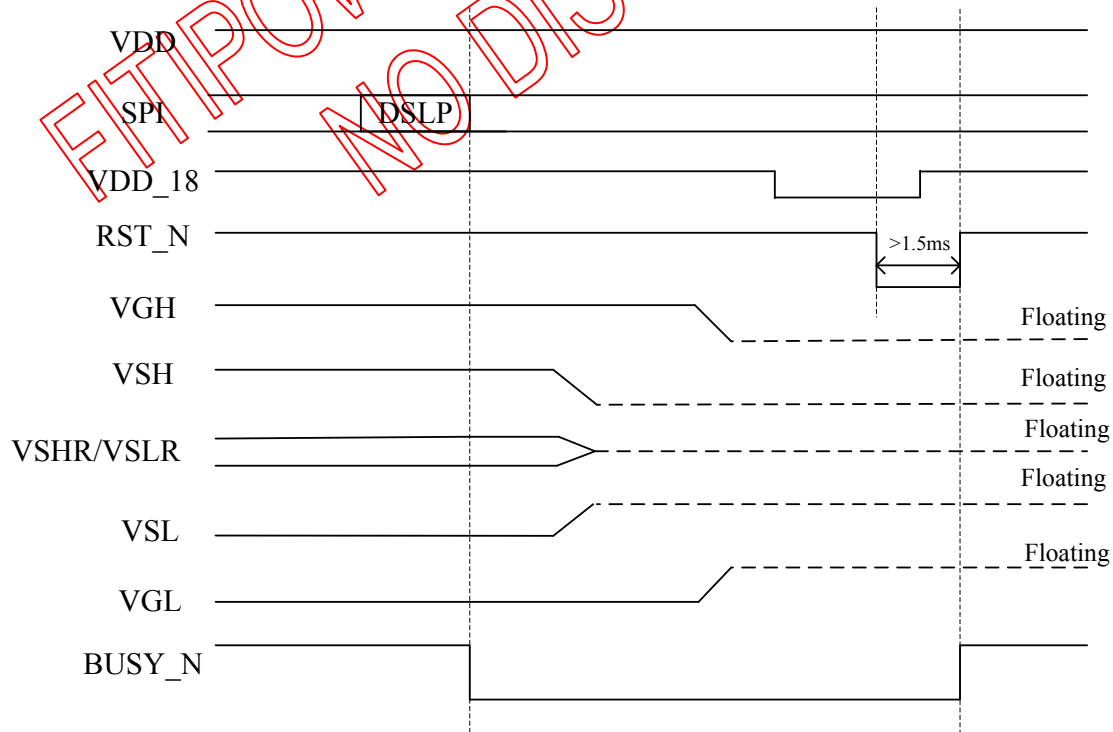 VDD
SPI
DSLP
VDD_18
RST_N
>1.5ms
VGH
Floating
VSH
Floating
VSHR/VSLR
Floating
VSL
Floating
VGL
Floating
BUSY_N
NO